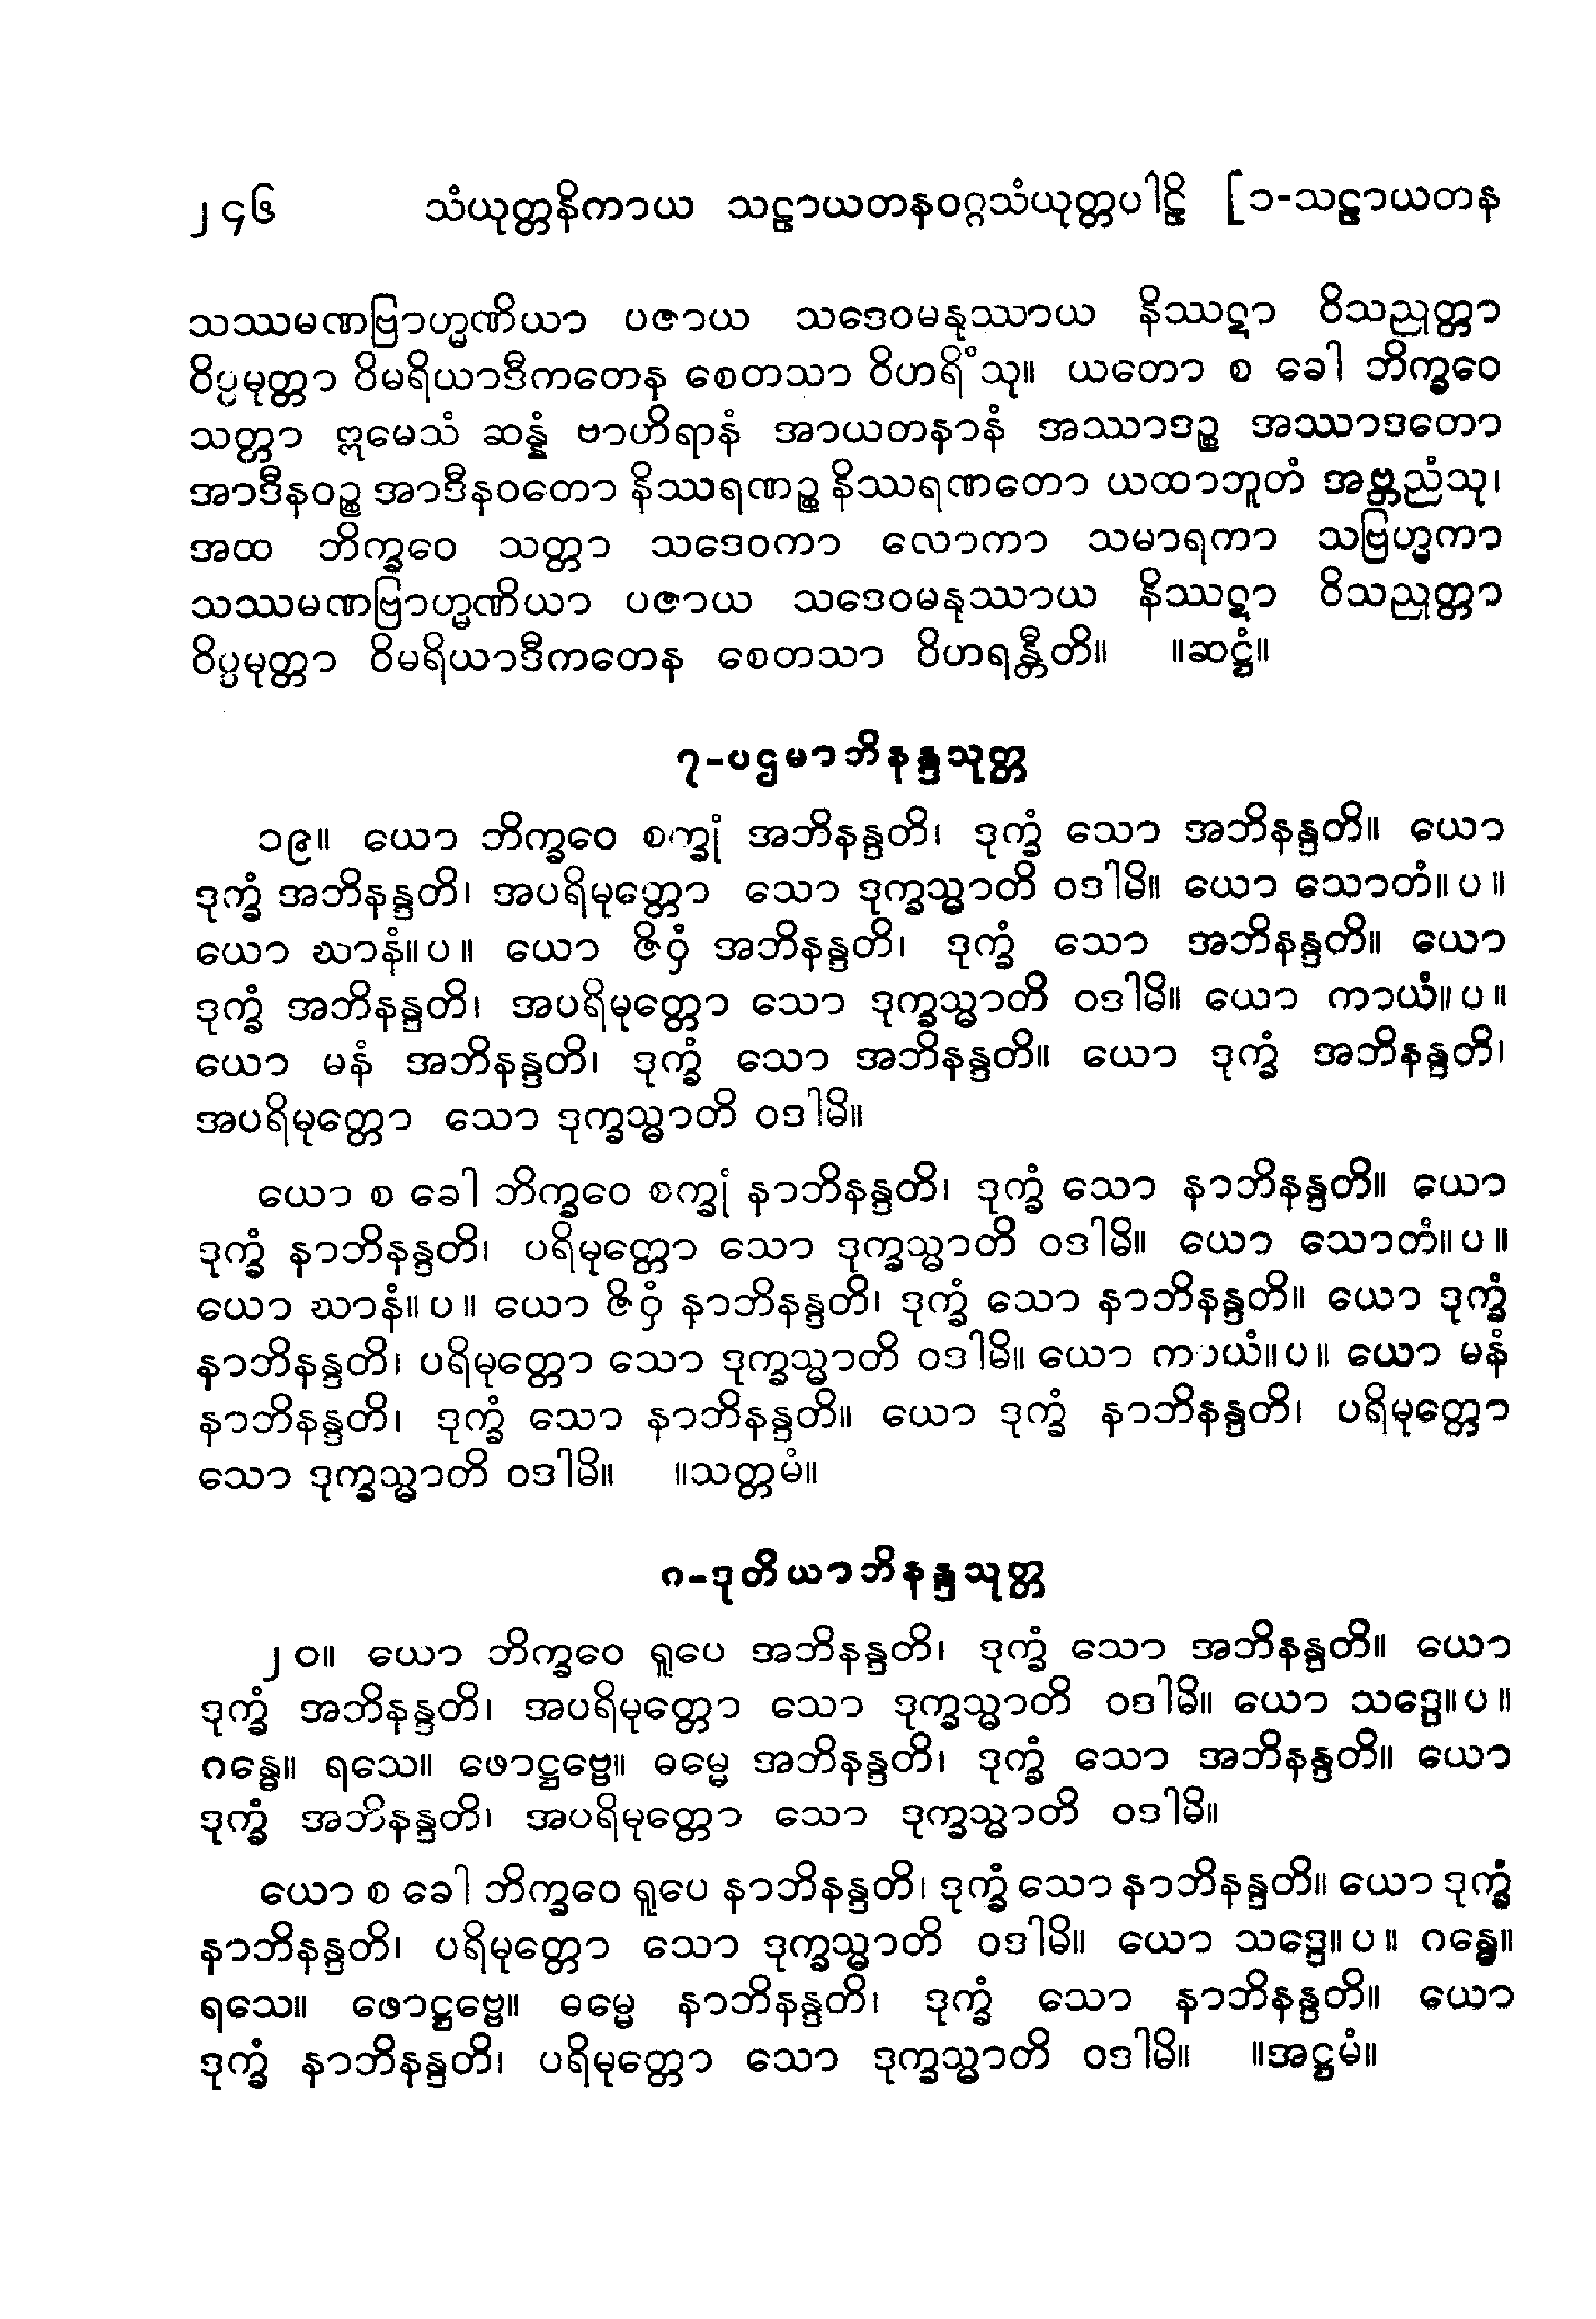 ၂၄၆ သံယုတ္တနိကာယ သဠာယတနဝဂ္ဂသံယုတ္တပါဠိ [၁-သဠာယတန
သဿမဏဗြာဟ္မဏိယာ ပဇာယ သဒေဝမနုဿာယ နိဿဋာ ဝိသညုတ္တာ
ဝိပ္ပမုတ္တာ ဝိမရိယာဒီကတေန စေတသာ ဝိဟရိံသု။ ယတော စ ခေါ ဘိက္ခဝေ
သတ္တာ ဣမေသံ ဆန္နံ ဗာဟိရာနံ အာယတနာနံ အဿာဒဉ္စ အဿာဒတော
အာဒီနဝဉ္စ အာဒီနဝတော နိဿရဏဉ္စ နိဿရဏတော ယထာဘူတံ အဗ္ဘညံသု၊
အထ ဘိက္ခဝေ သတ္တာ သဒေဝကာ လောကာ သမာရကာ သဗြဟ္မကာ
သဿမဏဗြာဟ္မဏိယာ ပဇာယ သဒေဝမနုဿာယ နိဿဋာ ဝိသညုတ္တာ
ဝိပ္ပမုတ္တာ ဝိမရိယာဒီကတေန စေတသာ ဝိဟရန္တီတိ။ ။ဆဋ္ဌံ။
၇-ပဌမာဘိနန္ဒသုတ္တ
၁၉။ ယော ဘိက္ခဝေ စက္ခုံ အဘိနန္ဒတိ၊ ဒုက္ခံ သော အဘိနန္ဒတိ။ ယော
ဒုက္ခံ အဘိနန္ဒတိ၊ အပရိမုတ္တော သော ဒုက္ခသ္မာတိ ဝဒါမိ။ ယော သောတံ။ပ။
ယော ဃာနံ။ပ။ ယော ဇိဝှံ အဘိနန္ဒတိ၊ ဒုက္ခံ သော အဘိနန္ဒတိ။ ယော
ဒုက္ခံ အဘိနန္ဒတိ၊ အပရိမုတ္တော သော ဒုက္ခသ္မာတိ ဝဒါမိ။ ယော ကာယံ။ပ။
ယော မနံ အဘိနန္ဒတိ၊ ဒုက္ခံ သော အဘိနန္ဒတိ။ ယော ဒုက္ခံ အဘိနန္ဒတိ၊
အပရိမုတ္တော သော ဒုက္ခသ္မာတိ ဝဒါမိ။
ယော စ ခေါ ဘိက္ခဝေ စက္ခုံ နာဘိနန္ဒတိ၊ ဒုက္ခံ သော နာဘိနန္ဒတိ။ ယော
ဒုက္ခံ နာဘိနန္ဒတိ၊ ပရိမုတ္တော သော ဒုက္ခသ္မာတိ ဝဒါမိ။ ယော သောတံ။ပ။
ယော ဃာနံ။ပ။ ယော ဇိဝှံ နာဘိနန္ဒတိ၊ ဒုက္ခံ သော နာဘိနန္ဒတိ။ ယော ဒုက္ခံ
နာဘိနန္ဒတိ၊ ပရိမုတ္တော သော ဒုက္ခသ္မာတိ ဝဒါမိ။ ယော ကာယံ။ပ။ ယော မနံ
နာဘိနန္ဒတိ၊ ဒုက္ခံ သော နာဘိနန္ဒတိ။ ယော ဒုက္ခံ နာဘိနန္ဒတိ၊ ပရိမုတ္တော
သော ဒုက္ခသ္မာတိ ဝဒါမိ။ ။သတ္တမံ။
၈-ဒုတိယာဘိနန္ဒသုတ္တ
၂၀။ ယော ဘိက္ခဝေ ရူပေ အဘိနန္ဒတိ၊ ဒုက္ခံ သော အဘိနန္ဒတိ။ ယော
ဒုက္ခံ အဘိနန္ဒတိ၊ အပရိမုတ္တော သော ဒုက္ခသ္မာတိ ဝဒါမိ။ ယော သဒ္ဒေ။ပ။
ဂန္ဓေ။ ရသေ။ ဖောဋ္ဌဗ္ဗေ။ ဓမ္မေ အဘိနန္ဒတိ၊ ဒုက္ခံ သော အဘိနန္ဒတိ။ ယော
ဒုက္ခံ အဘိနန္ဒတိ၊ အပရိမုတ္တော သော ဒုက္ခသ္မာတိ ဝဒါမိ။
ယော စ ခေါ ဘိက္ခဝေ ရူပေ နာဘိနန္ဒတိ၊ ဒုက္ခံ သော နာဘိနန္ဒတိ။ ယော ဒုက္ခံ
နာဘိနန္ဒတိ၊ ပရိမုတ္တော သော ဒုက္ခသ္မာတိ ဝဒါမိ။ ယော သဒ္ဒေ။ပ။ ဂန္ဓေ။
ရသေ။ ဖောဋ္ဌဗ္ဗေ။ ဓမ္မေ နာဘိနန္ဒတိ၊ ဒုက္ခံ သော နာဘိနန္ဒတိ။ ယော
ဒုက္ခံ နာဘိနန္ဒတိ၊ ပရိမုတ္တော သော ဒုက္ခသ္မာတိ ဝဒါမိ။ ။အဋ္ဌမံ။